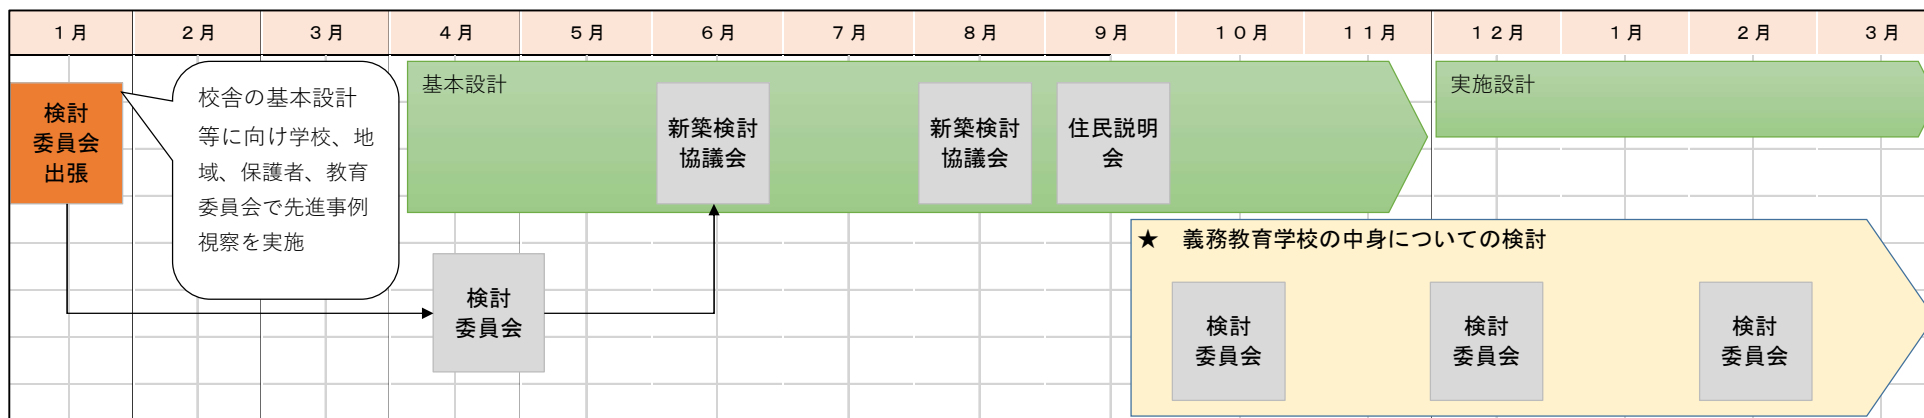 1月 2月 3月 4月 5月 6月 7月 8月 9月 10月 11月 12月 1月 2月 3月
検討
委員会
出張
校舎の基本設計
等に向け学校、地
域、保護者、教育
委員会で先進事例
視察を実施
基本設計
新築検討
協議会
新築検討
協議会
住民説明
会
実施設計
検討
委員会
★ 義務教育学校の中身についての検討
検討
委員会
検討
委員会
検討
委員会